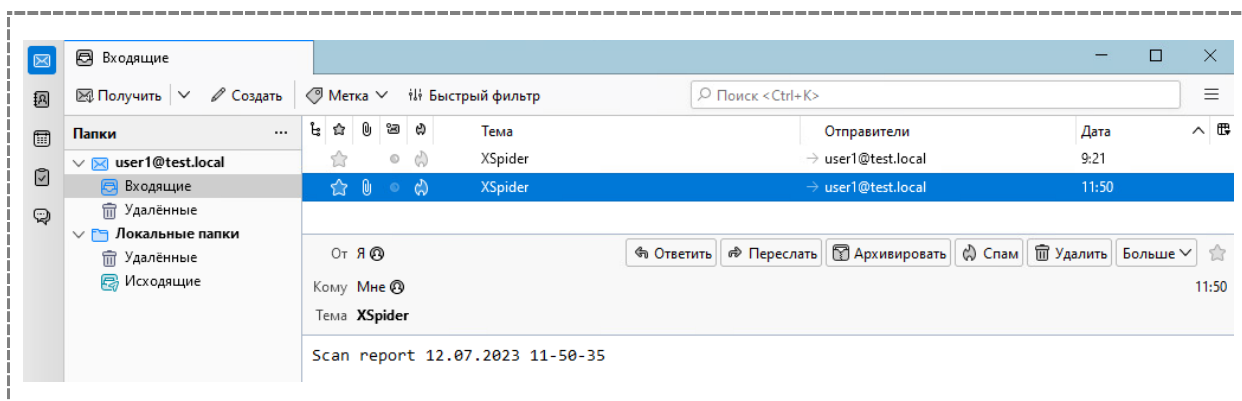 Входящие
Получить Создать Метка Быстрый фильтр Поиск <Ctrl+K>
Папки ... Тема Отправители Дата
user1@test.local XSpider → user1@test.local 9:21
Входящие XSpider → user1@test.local 11:50
Удалённые
Локальные папки
Удалённые От Я Ответить Переслать Архивировать Спам Удалить Больше
Исходящие Кому Мне 11:50
Тема XSpider
Scan report 12.07.2023 11-50-35